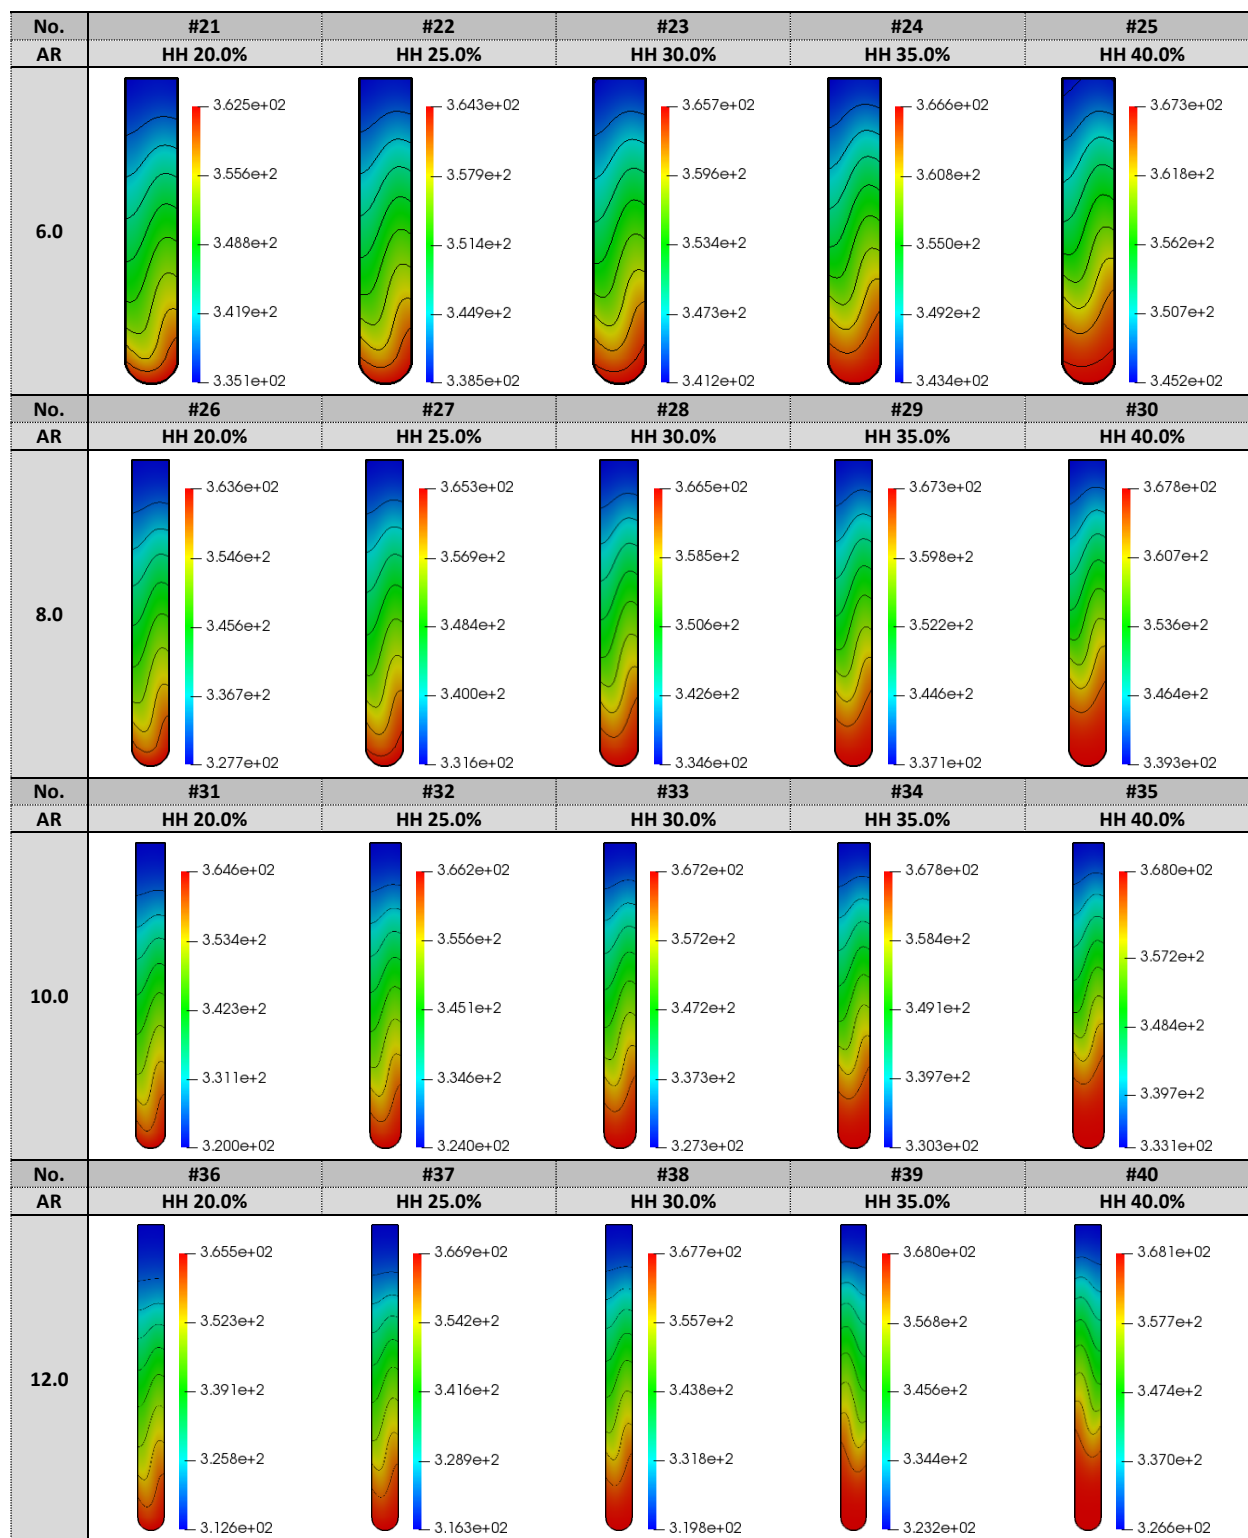 No. #21 #22 #23 #24 #25
AR HH 20.0% HH 25.0% HH 30.0% HH 35.0% HH 40.0%
3.625e+02 3.643e+02 3.657e+02 3.666e+02 3.673e+02
3.556e+2 3.579e+2 3.596e+2 3.608e+2 3.618e+2
6.0 3.488e+2 3.514e+2 3.534e+2 3.550e+2 3.562e+2
3.419e+2 3.449e+2 3.473e+2 3.492e+2 3.507e+2
3.351e+02 3.385e+02 3.412e+02 3.434e+02 3.452e+02
No. #26 #27 #28 #29 #30
AR HH 20.0% HH 25.0% HH 30.0% HH 35.0% HH 40.0%
3.636e+02 3.653e+02 3.665e+02 3.673e+02 3.678e+02
3.546e+2 3.569e+2 3.585e+2 3.598e+2 3.607e+2
8.0 3.456e+2 3.484e+2 3.506e+2 3.522e+2 3.536e+2
3.367e+2 3.400e+2 3.426e+2 3.446e+2 3.464e+2
3.277e+02 3.316e+02 3.346e+02 3.371e+02 3.393e+02
No. #31 #32 #33 #34 #35
AR HH 20.0% HH 25.0% HH 30.0% HH 35.0% HH 40.0%
3.646e+02 3.662e+02 3.672e+02 3.678e+02 3.680e+02
3.534e+2 3.556e+2 3.572e+2 3.584e+2 3.572e+2
10.0 3.423e+2 3.451e+2 3.472e+2 3.491e+2 3.484e+2
3.311e+2 3.346e+2 3.373e+2 3.397e+2 3.397e+2
3.200e+02 3.240e+02 3.273e+02 3.303e+02 3.331e+02
No. #36 #37 #38 #39 #40
AR HH 20.0% HH 25.0% HH 30.0% HH 35.0% HH 40.0%
3.655e+02 3.669e+02 3.677e+02 3.680e+02 3.681e+02
3.523e+2 3.542e+2 3.557e+2 3.568e+2 3.577e+2
12.0 3.391e+2 3.416e+2 3.438e+2 3.456e+2 3.474e+2
3.258e+2 3.289e+2 3.318e+2 3.344e+2 3.370e+2
3.126e+02 3.163e+02 3.198e+02 3.232e+02 3.266e+02